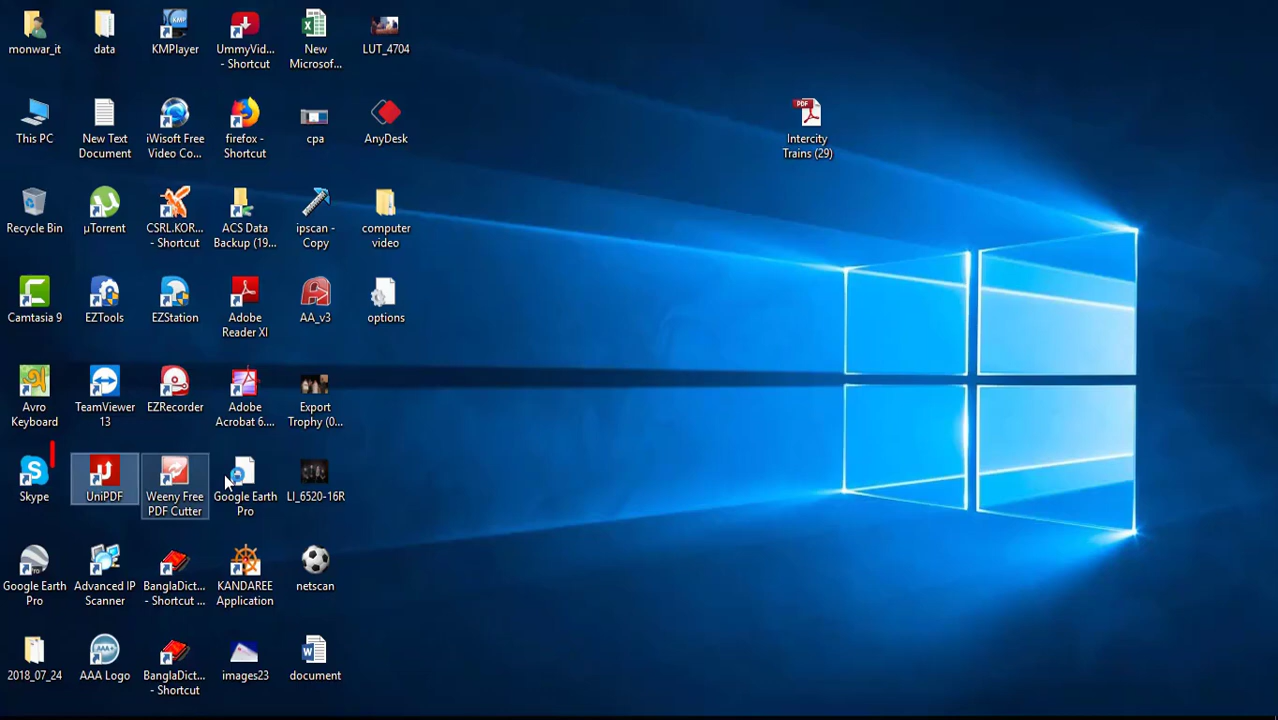 monwar_it
data
KMPlayer
UmmyVid...
- Shortcut
New
Microsof...
LUT_4704
This PC
New Text
Document
iWisoft Free
Video Co...
firefox -
Shortcut
cpa
AnyDesk
PDF
Intercity
Trains (29)
Recycle Bin
µTorrent
CSRL.KOR...
- Shortcut
ACS Data
Backup (19...
ipscan -
Copy
computer
video
Camtasia 9
EZTools
EZStation
Adobe
Reader XI
AA_v3
options
Avro
Keyboard
TeamViewer
13
EZRecorder
Adobe
Acrobat 6....
Export
Trophy (0...
Skype
UniPDF
Weeny Free
PDF Cutter
Google Earth
Pro
LI_6520-16R
Google Earth
Pro
Advanced IP
Scanner
BanglaDict...
- Shortcut ...
KANDAREE
Application
netscan
2018_07_24
AAA Logo
BanglaDict...
- Shortcut
images23
document